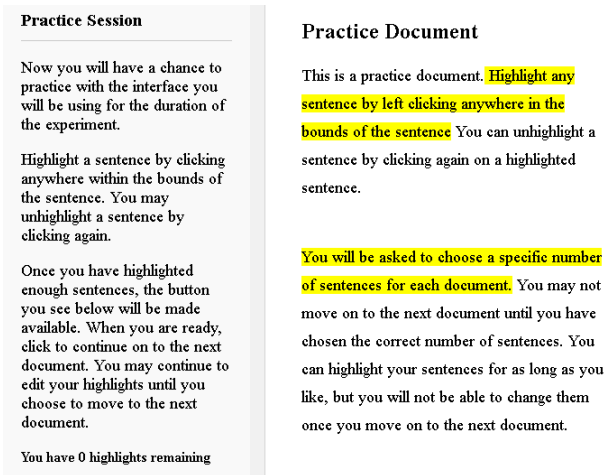 Practice Session
Now you will have a chance to
practice with the interface you
will be using for the duration of
the experiment.
Highlight a sentence by clicking
anywhere within the bounds of
the sentence. You may
unhighlight a sentence by
clicking again.
Once you have highlighted
enough sentences, the button
you see below will be made
available. When you are ready,
click to continue on to the next
document. You may continue to
edit your highlights until you
choose to move to the next
document.
You have 0 highlights remaining
Practice Document
This is a practice document. Highlight any
sentence by left clicking anywhere in the
bounds of the sentence You can unhighlight a
sentence by clicking again on a highlighted
sentence.
You will be asked to choose a specific number
of sentences for each document. You may not
move on to the next document until you have
chosen the correct number of sentences. You
can highlight your sentences for as long as you
like, but you will not be able to change them
once you move on to the next document.